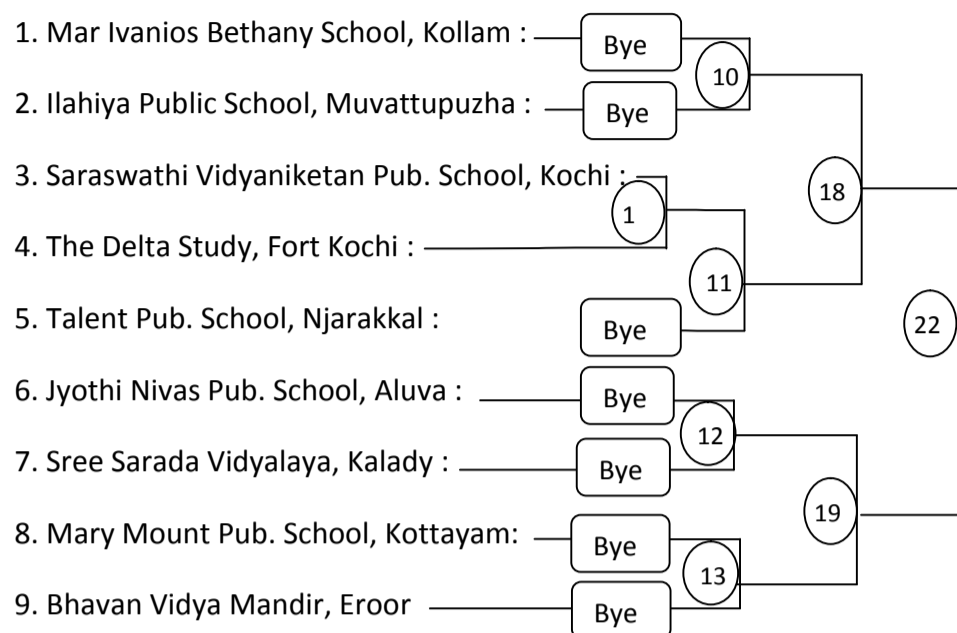 1. Mar Ivanios Bethany School, Kollam : Bye
10
2. Ilahiya Public School, Muvattupuzha : Bye
3. Saraswathi Vidyaniketan Pub. School, Kochi :
18
1
4. The Delta Study, Fort Kochi :
11
5. Talent Pub. School, Njarakkal : Bye
22
6. Jyothi Nivas Pub. School, Aluva : Bye
12
7. Sree Sarada Vidyalaya, Kalady : Bye
19
8. Mary Mount Pub. School, Kottayam: Bye
13
9. Bhavan Vidya Mandir, Eroor Bye